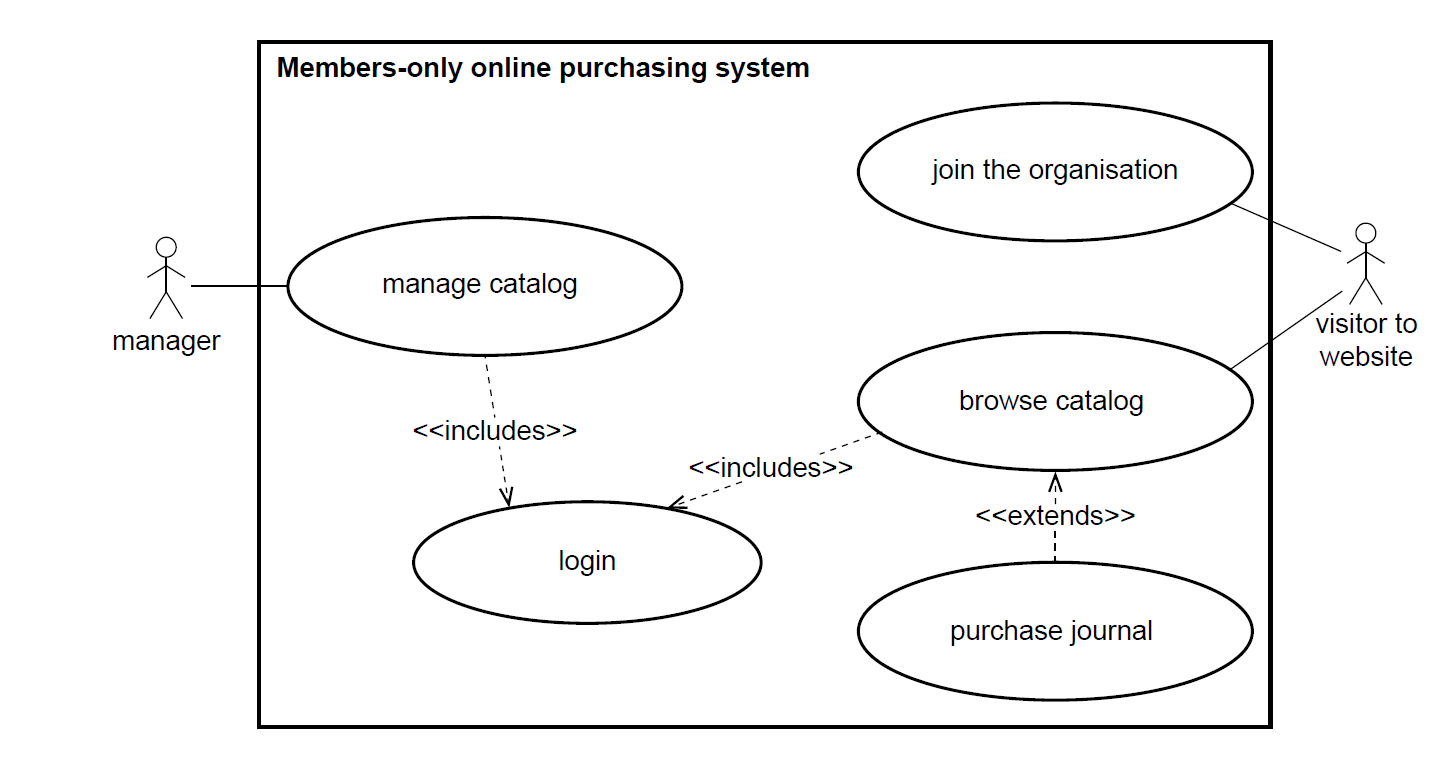 Members-only online purchasing system
join the organisation
manage catalog
manager
visitor to
website
browse catalog
<<includes>>
<<includes>>
<<extends>>
login
purchase journal